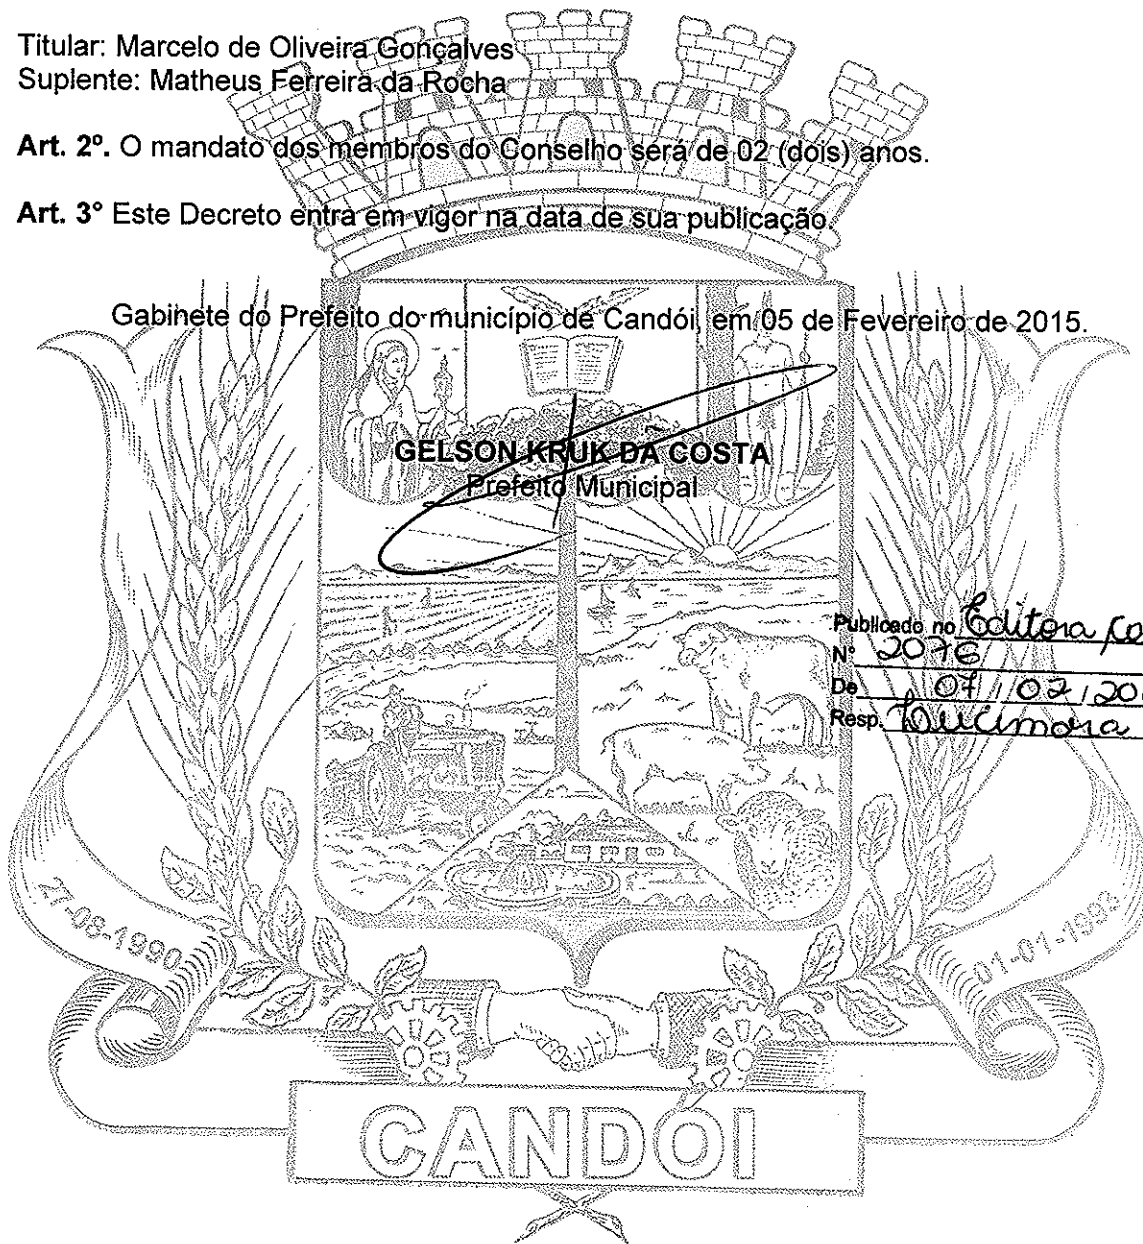 Titular: Marcelo de Oliveira Gonçalves
Suplente: Matheus Ferreira da Rocha
Art. 2º. O mandato dos membros do Conselho será de 02 (dois) anos.
Art. 3° Este Decreto entra em vigor na data de sua publicação.
Gabinete do Prefeito do município de Candói, em 05 de Fevereiro de 2015.
GELSON KRUK DA COSTA
Prefeito Municipal
Publicado no Editora
N° 2076
De 07 / 02 / 20
Resp.
27-08-1990
01-01-1993
CANDÓI